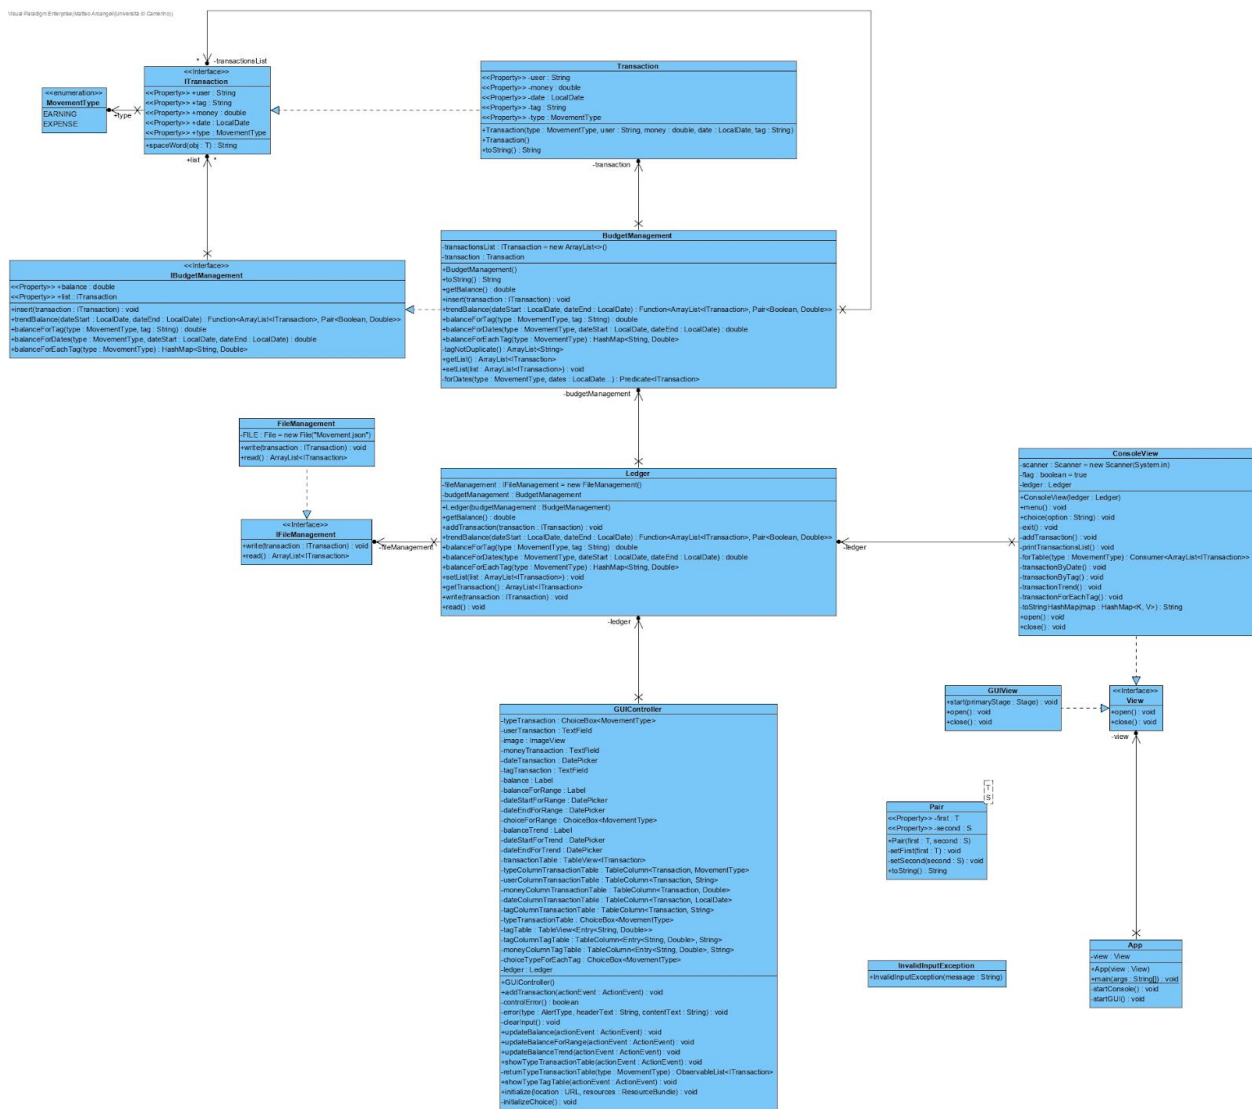 Visual Paradigm Enterprise(Matteo Arcangeli(Università di Camerino))
*
-transactionsList
<<Interface>>
ITransaction
<<Property>> +user : String
<<Property>> +tag : String
<<Property>> +money : double
<<Property>> +date : LocalDate
<<Property>> +type : MovementType
+spaceWord(obj : T) : String
<<enumeration>>
MovementType
EARNING
EXPENSE
+type
+list
*
Transaction
<<Property>> -user : String
<<Property>> -money : double
<<Property>> -date : LocalDate
<<Property>> -tag : String
<<Property>> -type : MovementType
+Transaction(type : MovementType, user : String, money : double, date : LocalDate, tag : String)
+Transaction()
+toString() : String
-transaction
BudgetManagement
-transactionsList : ITransaction = new ArrayList<>()
-transaction : Transaction
+BudgetManagement()
+toString() : String
+getBalance() : double
+insert(transaction : ITransaction) : void
+trendBalance(dateStart : LocalDate, dateEnd : LocalDate) : Function<ArrayList<ITransaction>, Pair<Boolean, Double>>
+balanceForTag(type : MovementType, tag : String) : double
+balanceForDates(type : MovementType, dateStart : LocalDate, dateEnd : LocalDate) : double
+balanceForEachTag(type : MovementType) : HashMap<String, Double>
-tagNotDuplicate() : ArrayList<String>
+getList() : ArrayList<ITransaction>
+setList(list : ArrayList<ITransaction>) : void
-forDates(type : MovementType, dates : LocalDate...) : Predicate<ITransaction>
-budgetManagement
<<Interface>>
IBudgetManagement
<<Property>> +balance : double
<<Property>> +list : ITransaction
+insert(transaction : ITransaction) : void
+trendBalance(dateStart : LocalDate, dateEnd : LocalDate) : Function<ArrayList<ITransaction>, Pair<Boolean, Double>>
+balanceForTag(type : MovementType, tag : String) : double
+balanceForDates(type : MovementType, dateStart : LocalDate, dateEnd : LocalDate) : double
+balanceForEachTag(type : MovementType) : HashMap<String, Double>
FileManagement
-FILE : File = new File("Movement.json")
+write(transaction : ITransaction) : void
+read() : ArrayList<ITransaction>
<<Interface>>
IFileManagement
+write(transaction : ITransaction) : void
+read() : ArrayList<ITransaction>
-fileManagement
Ledger
-fileManagement : IFileManagement = new FileManagement()
-budgetManagement : BudgetManagement
+Ledger(budgetManagement : BudgetManagement)
+getBalance() : double
+addTransaction(transaction : ITransaction) : void
+trendBalance(dateStart : LocalDate, dateEnd : LocalDate) : Function<ArrayList<ITransaction>, Pair<Boolean, Double>>
+balanceForTag(type : MovementType, tag : String) : double
+balanceForDates(type : MovementType, dateStart : LocalDate, dateEnd : LocalDate) : double
+balanceForEachTag(type : MovementType) : HashMap<String, Double>
+setList(list : ArrayList<ITransaction>) : void
+getTransaction() : ArrayList<ITransaction>
+write(transaction : ITransaction) : void
+read() : void
-ledger
-ledger
ConsoleView
-scanner : Scanner = new Scanner(System.in)
-flag : boolean = true
-ledger : Ledger
+ConsoleView(ledger : Ledger)
-menu() : void
-choice(option : String) : void
-exit() : void
-addTransaction() : void
-printTransactionsList() : void
-forTable(type : MovementType) : Consumer<ArrayList<ITransaction>>
-transactionByDate() : void
-transactionByTag() : void
-transactionTrend() : void
-transactionForEachTag() : void
-toStringHashMap(map : HashMap<K, V>) : String
+open() : void
+close() : void
GUIView
+start(primaryStage : Stage) : void
+open() : void
+close() : void
<<Interface>>
View
+open() : void
+close() : void
-view
GUIController
-typeTransaction : ChoiceBox<MovementType>
-userTransaction : TextField
-image : ImageView
-moneyTransaction : TextField
-dateTransaction : DatePicker
-tagTransaction : TextField
-balance : Label
-balanceForRange : Label
-dateStartForRange : DatePicker
-dateEndForRange : DatePicker
-choiceForRange : ChoiceBox<MovementType>
-balanceTrend : Label
-dateStartForTrend : DatePicker
-dateEndForTrend : DatePicker
-transactionTable : TableView<ITransaction>
-typeColumnTransactionTable : TableColumn<Transaction, MovementType>
-userColumnTransactionTable : TableColumn<Transaction, String>
-moneyColumnTransactionTable : TableColumn<Transaction, Double>
-dateColumnTransactionTable : TableColumn<Transaction, LocalDate>
-tagColumnTransactionTable : TableColumn<Transaction, String>
-typeTransactionTable : ChoiceBox<MovementType>
-tagTable : TableView<Entry<String, Double>>
-tagColumnTagTable : TableColumn<Entry<String, Double>, String>
-moneyColumnTagTable : TableColumn<Entry<String, Double>, String>
-choiceTypeForEachTag : ChoiceBox<MovementType>
-ledger : Ledger
+GUIController()
+addTransaction(actionEvent : ActionEvent) : void
-controlError() : boolean
-error(type : AlertType, headerText : String, contentText : String) : void
-clearInput() : void
+updateBalance(actionEvent : ActionEvent) : void
+updateBalanceForRange(actionEvent : ActionEvent) : void
+updateBalanceTrend(actionEvent : ActionEvent) : void
+showTypeTransactionTable(actionEvent : ActionEvent) : void
-returnTypeTransactionTable(type : MovementType) : ObservableList<ITransaction>
+showTypeTagTable(actionEvent : ActionEvent) : void
+initialize(location : URL, resources : ResourceBundle) : void
-initializeChoice() : void
T
S
Pair
<<Property>> -first : T
<<Property>> -second : S
+Pair(first : T, second : S)
-setFirst(first : T) : void
-setSecond(second : S) : void
+toString() : String
InvalidInputException
+InvalidInputException(message : String)
App
-view : View
+App(view : View)
+main(args : String[]) : void
-startConsole() : void
-startGUI() : void